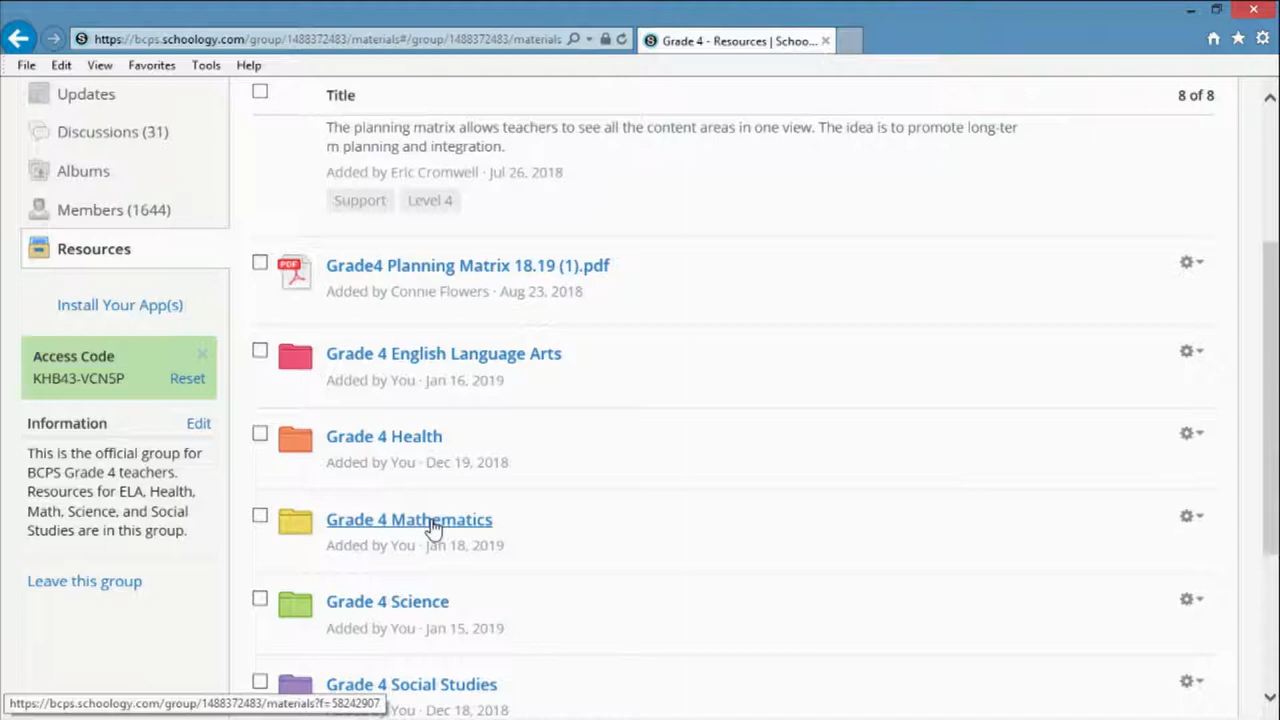 https://bcps.schoology.com/group/1488372483/materials#/group/1488372483/materials
Grade 4 - Resources | Schoo...
File Edit View Favorites Tools Help
Updates
Discussions (31)
Albums
Members (1644)
Resources
Install Your App(s)
Access Code
KHB43-VCN5P Reset
Information Edit
This is the official group for
BCPS Grade 4 teachers.
Resources for ELA, Health,
Math, Science, and Social
Studies are in this group.
Leave this group
Title 8 of 8
The planning matrix allows teachers to see all the content areas in one view. The idea is to promote long-ter
m planning and integration.
Added by Eric Cromwell · Jul 26, 2018
Support Level 4
PDF
Grade4 Planning Matrix 18.19 (1).pdf
Added by Connie Flowers · Aug 23, 2018
Grade 4 English Language Arts
Added by You · Jan 16, 2019
Grade 4 Health
Added by You · Dec 19, 2018
Grade 4 Mathematics
Added by You · Jan 18, 2019
Grade 4 Science
Added by You · Jan 15, 2019
Grade 4 Social Studies
Added by You · Dec 18, 2018
https://bcps.schoology.com/group/1488372483/materials?f=58242907